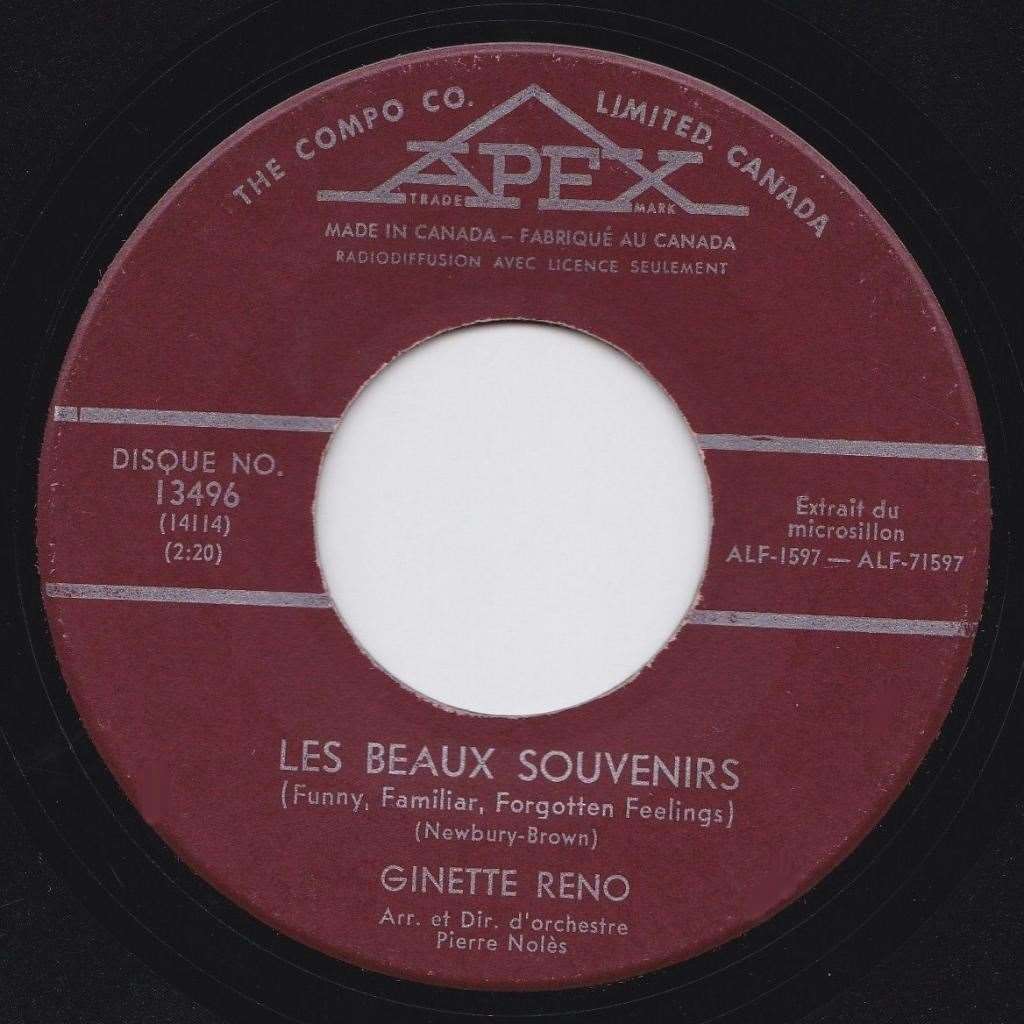 THE COMPO CO. LIMITED. CANADA
APEX
TRADE MARK
MADE IN CANADA – FABRIQUÉ AU CANADA
RADIODIFFUSION AVEC LICENCE SEULEMENT
DISQUE NO.
13496
(14114)
(2:20)
Extrait du
microsillon
ALF-1597 — ALF-71597
LES BEAUX SOUVENIRS
(Funny, Familiar, Forgotten Feelings)
(Newbury-Brown)
GINETTE RENO
Arr. et Dir. d'orchestre
Pierre Nolès